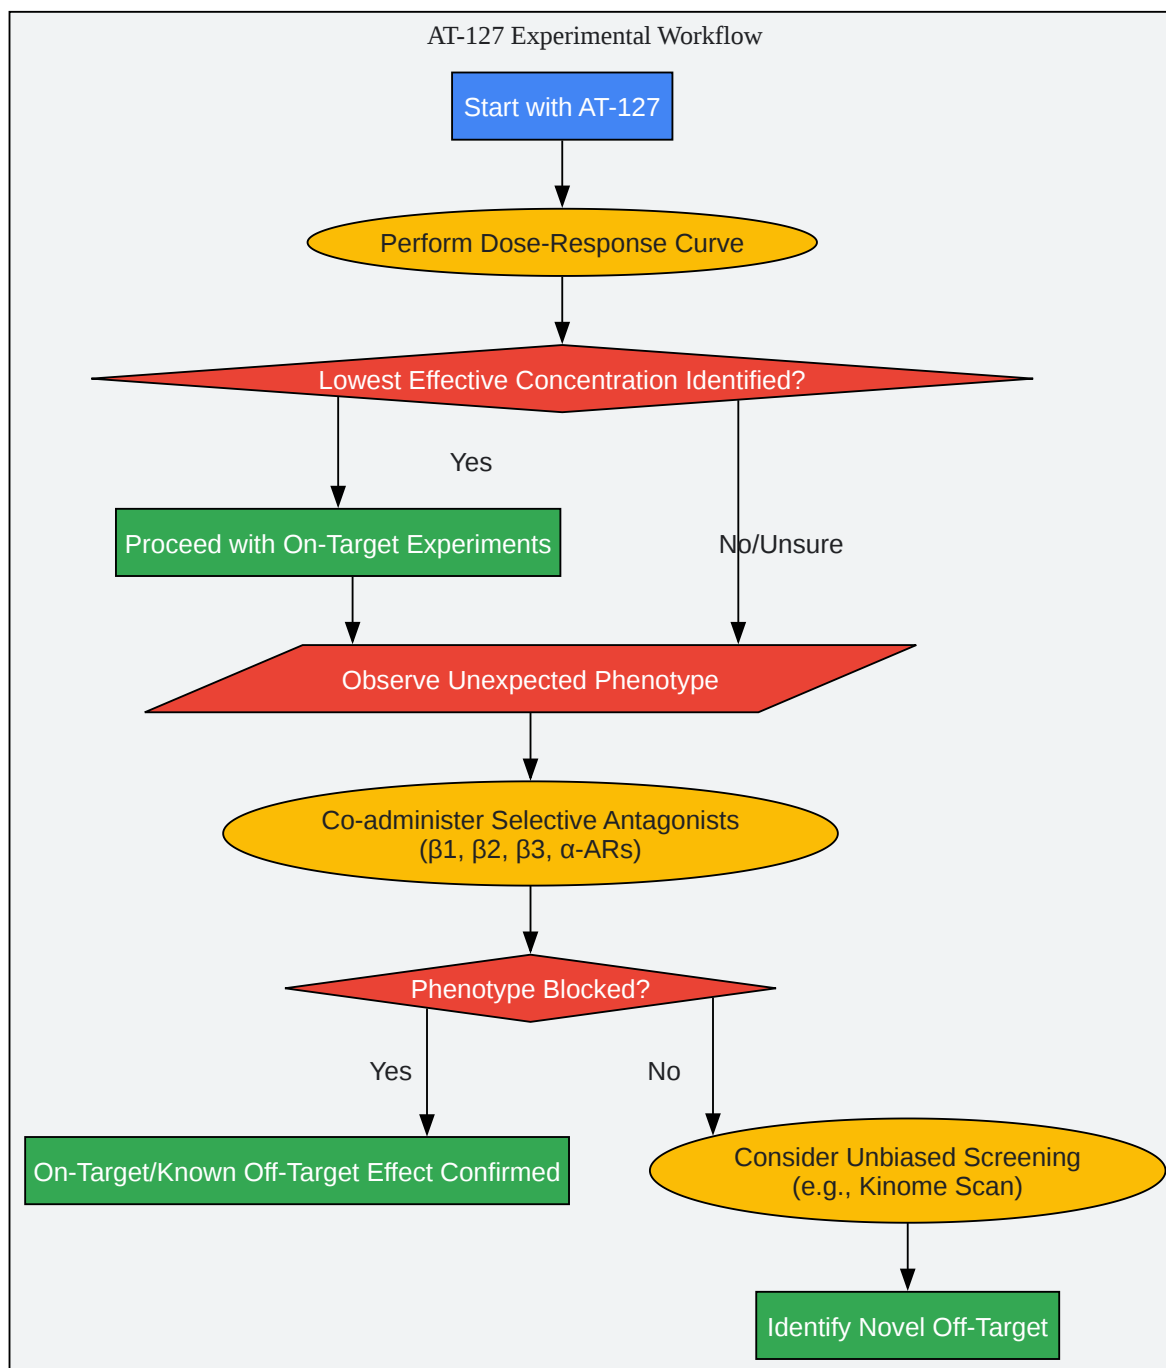 AT-127 Experimental Workflow
Start with AT-127
Perform Dose-Response Curve
Lowest Effective Concentration Identified?
Yes
Proceed with On-Target Experiments
No/Unsure
Observe Unexpected Phenotype
Co-administer Selective Antagonists
(β1, β2, β3, α-ARs)
Phenotype Blocked?
Yes
No
On-Target/Known Off-Target Effect Confirmed
Consider Unbiased Screening
(e.g., Kinome Scan)
Identify Novel Off-Target